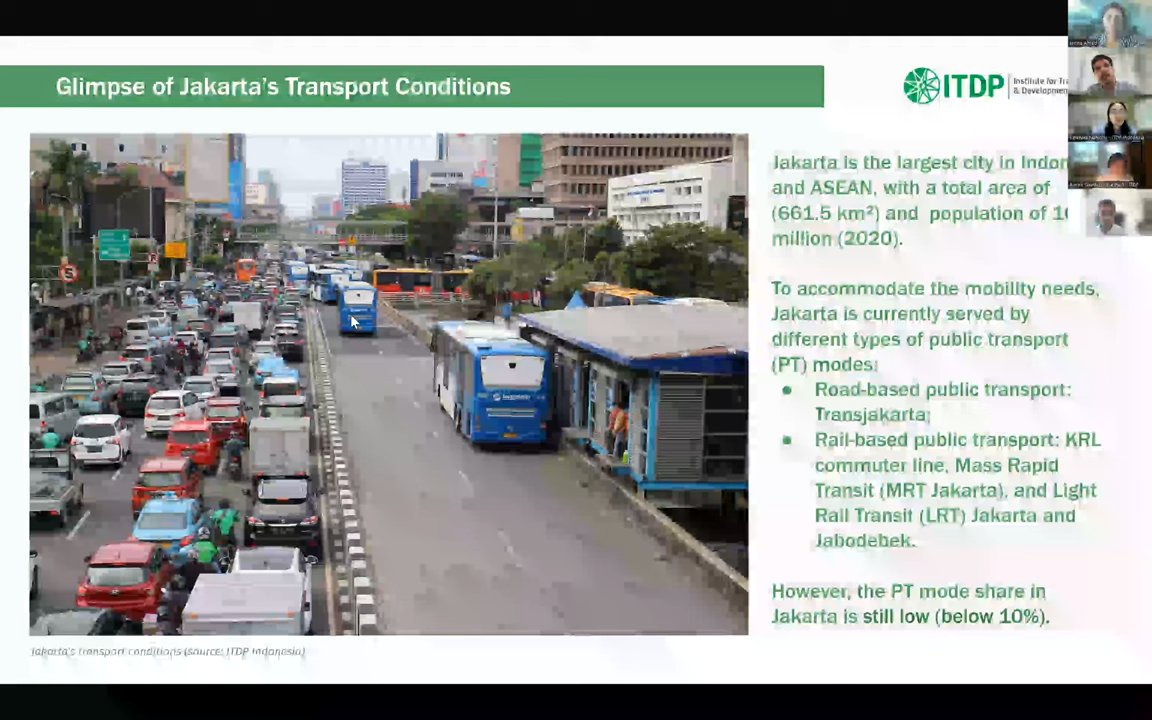 Glimpse of Jakarta's Transport Conditions
ITDP
Institute for
& Development
Jakarta is the largest city in
and ASEAN, with a total area of
(661.5 km²) and population of
million (2020).
To accommodate the mobility needs,
Jakarta is currently served by
different types of public transport
(PT) modes:
● Road-based public transport:
Transjakarta;
● Rail-based public transport: KRL
commuter line, Mass Rapid
Transit (MRT Jakarta), and Light
Rail Transit (LRT) Jakarta and
Jabodebek.
However, the PT mode share in
Jakarta is still low (below 10%).
Jakarta's transport conditions (source: ITDP Indonesia)